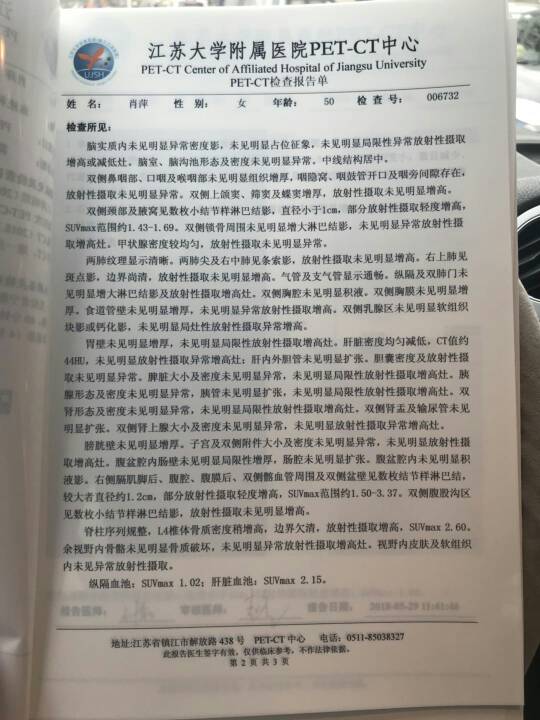 江苏大学附属医院PET-CT中心
PET-CT Center of Affiliated Hospital of Jiangsu University
PET-CT检查报告单
UJSH
姓 名： 肖萍 性 别： 女 年龄： 50 检 查 号： 006732
检查所见：
脑实质内未见明显异常密度影，未见明显占位征象，未见明显局限性异常放射性摄取
增高或减低灶。脑室、脑沟池形态及密度未见明显异常。中线结构居中。
双侧鼻咽部、口咽及喉咽部未见明显组织增厚，咽隐窝、咽鼓管开口及咽旁间隙存在，
放射性摄取未见明显异常。双侧上颌窦、筛窦及蝶窦增厚，放射性摄取未见明显增高。
双侧颈部及腋窝见数枚小结节样淋巴结影，直径小于1cm，部分放射性摄取轻度增高，
SUVmax范围约1.43-1.69。双侧锁骨周围未见明显增大淋巴结影，未见明显异常放射性摄
取增高灶。甲状腺密度较均匀，放射性摄取未见明显异常。
两肺纹理显示清晰。两肺尖及右中肺见条索影，放射性摄取未见明显增高。右上肺见
斑点影，边界尚清，放射性摄取未见明显增高。气管及支气管显示通畅。纵隔及双肺门未
见明显增大淋巴结影及放射性摄取增高灶。双侧胸腔未见明显积液。双侧胸膜未见明显增
厚。食道管壁未见明显增厚，未见明显异常放射性摄取增高。双侧乳腺区未见明显软组织
块影或钙化影，未见明显局灶性放射性摄取异常增高。
胃壁未见明显增厚，未见明显局限性放射性摄取增高灶。肝脏密度均匀减低，CT值约
44HU，未见明显放射性摄取异常增高灶；肝内外胆管未见明显扩张。胆囊密度及放射性摄
取未见明显异常。脾脏大小及密度未见明显异常，未见明显局限性放射性摄取增高灶。胰
腺形态及密度未见明显异常，胰管未见明显扩张，未见明显局限性放射性摄取增高灶。双
肾形态及密度未见明显异常，未见明显局限性放射性摄取增高灶、双侧肾盂及输尿管未见
明显扩张。双侧肾上腺大小及密度未见明显异常，未见明显放射性摄取异常增高灶。
膀胱壁未见明显增厚。子宫及双侧附件大小及密度未见明显异常，未见明显放射性摄
取增高灶。腹盆腔内肠壁未见明显局限性增厚，肠腔未见明显扩张。腹盆腔内未见明显积
液影。右侧膈肌脚后、腹腔、腹膜后、双侧髂血管周围及双侧盆壁见数枚结节样淋巴结，
较大者直径约1.2cm，部分放射性摄取轻度增高，SUVmax范围约1.50-3.37。双侧腹股沟区
见数枚小结节样淋巴结影，放射性摄取未见明显增高。
脊柱序列规整，L4椎体骨质密度稍增高，边界欠清，放射性摄取增高，SUVmax 2.60。
余视野内骨骼未见明显骨质破坏，未见明显异常放射性摄取增高灶。视野内皮肤及软组织
内未见异常放射性摄取。
纵隔血池：SUVmax 1.02；肝脏血池：SUVmax 2.15。
报告医师： 审核医师： 报告日期： 2018-05-29 11:41:46
地址:江苏省镇江市解放路 438 号 PET-CT 中心 电话：0511-85038327
此报告医生签字有效，仅供临床参考，不作法律依据。
第 2 页 共 3 页